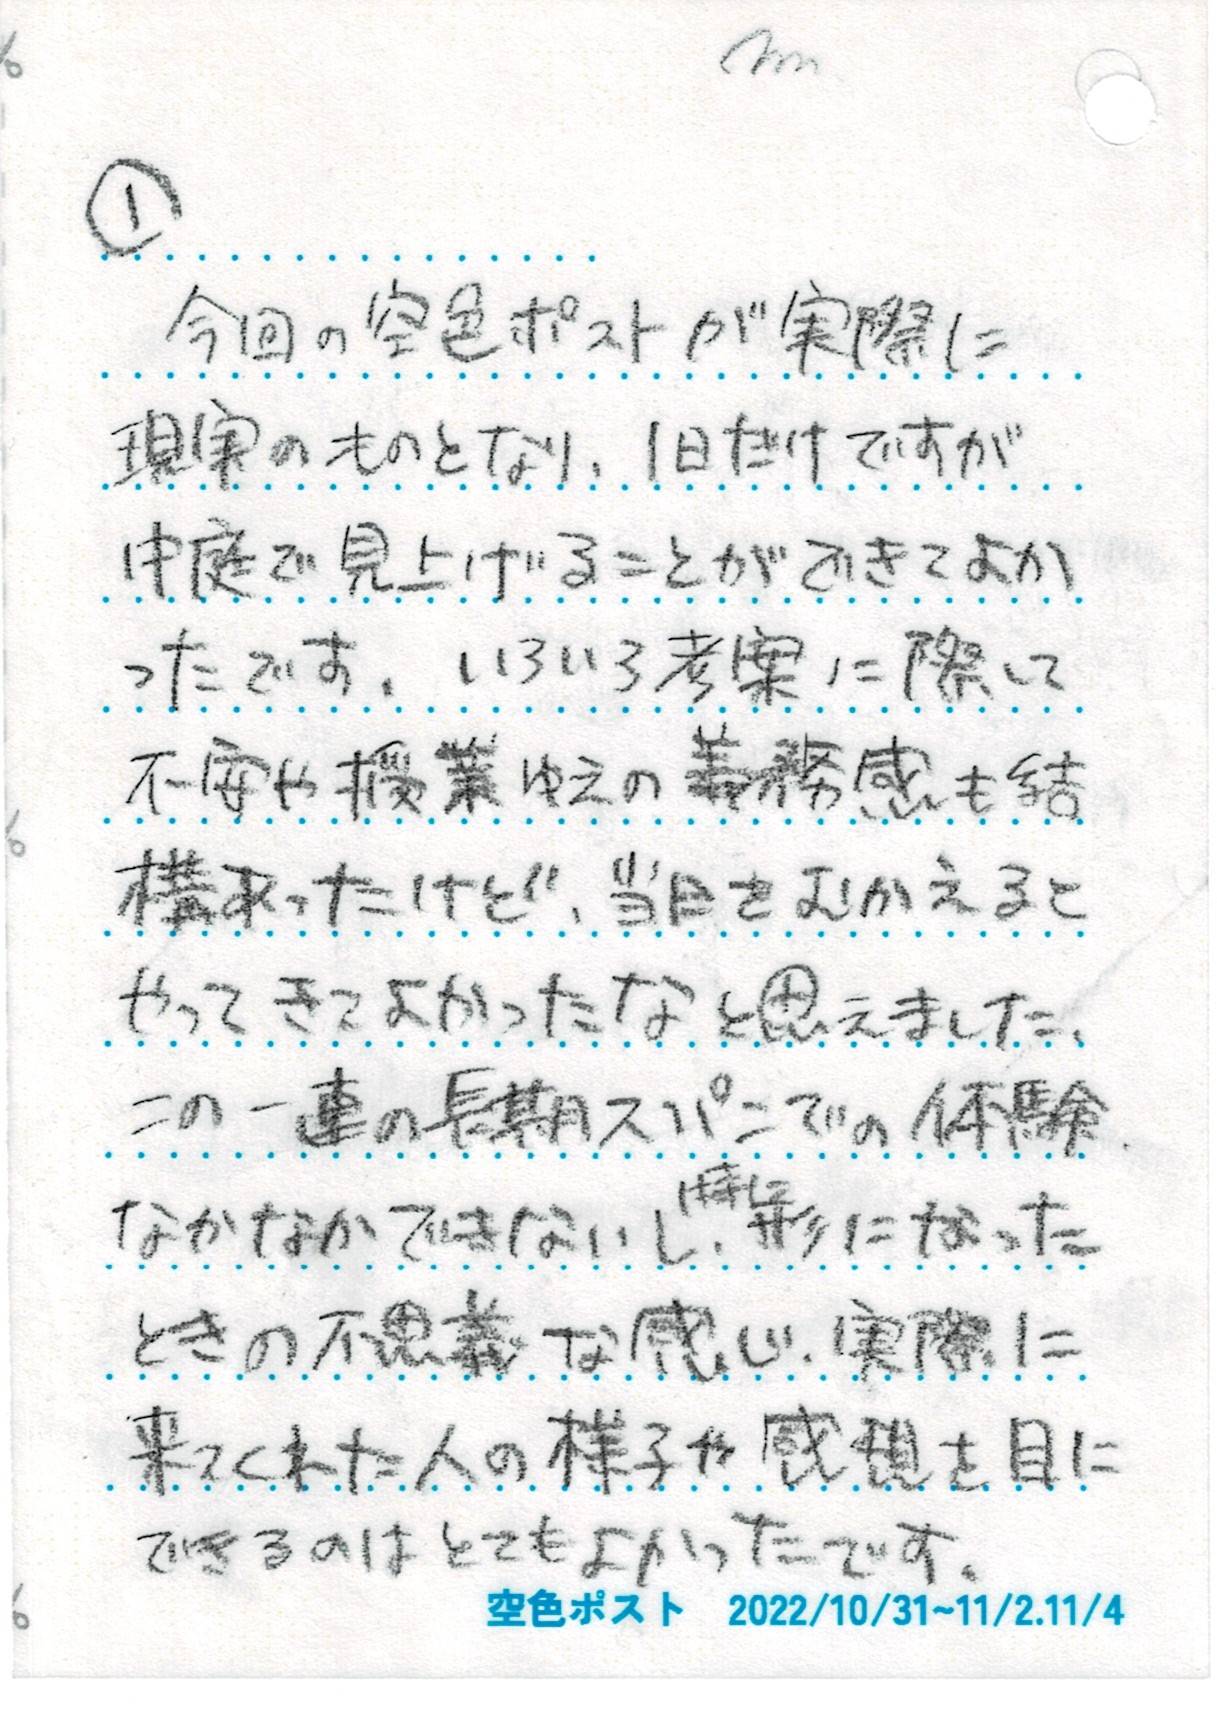 ①
今回の空色ポストが実際に
現実のものとなり、1日だけですが
中庭で見上げることができてよか
ったです。いろいろ考案に際して
不安や授業ゆえの義務感も結
構あったけど、当日をむかえると
やってきてよかったなと思えました。
この一連の長期スパンでの体験
なかなかできないし、形になった
ときの不思議な感じ、実際に
来てくれた人の様子や感想を目に
できるのはとてもよかったです。
空色ポスト 2022/10/31~11/2.11/4